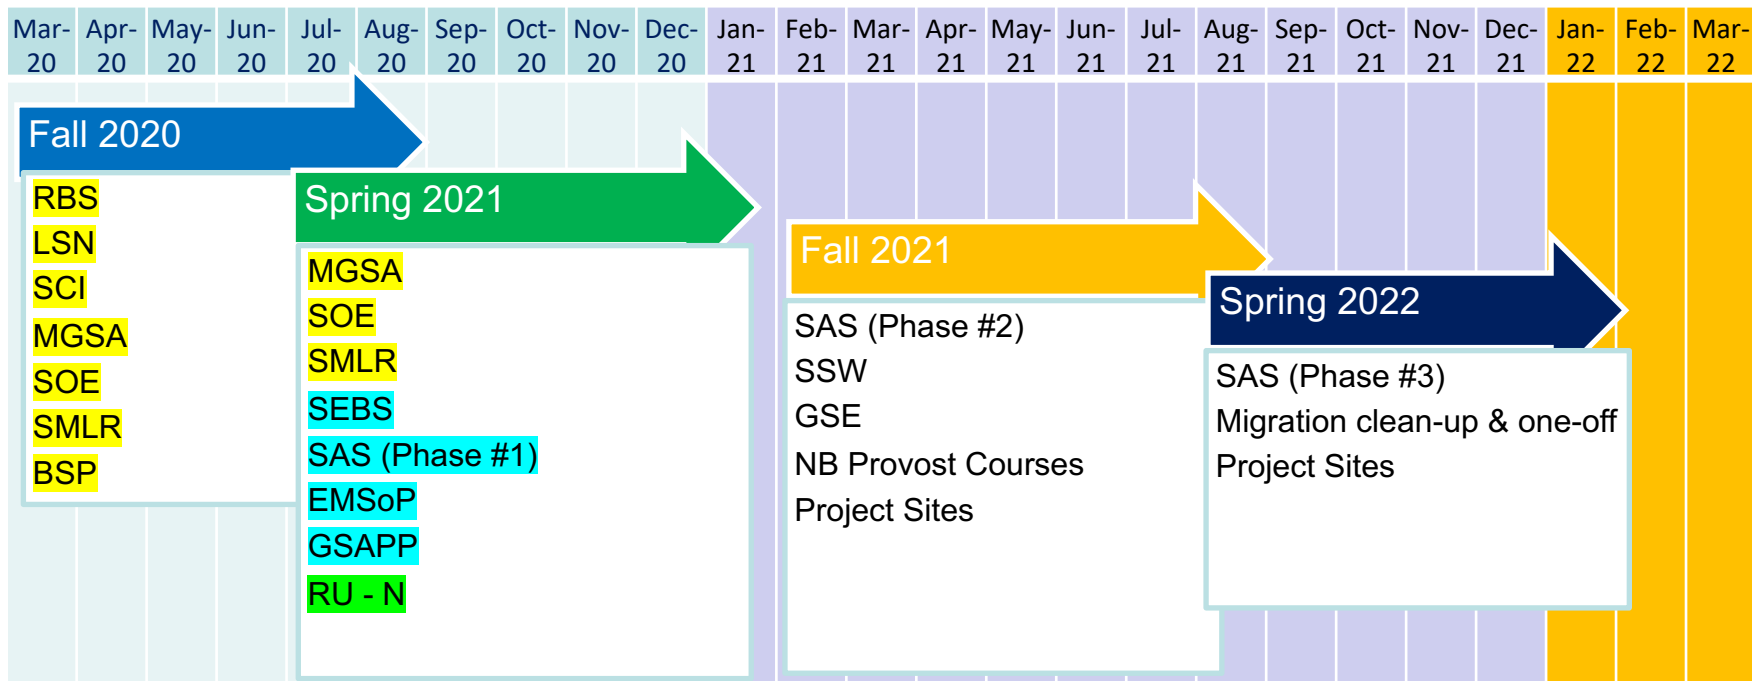 Mar- Apr- May- Jun- Jul- Aug- Sep- Oct- Nov- Dec- Jan- Feb- Mar- Apr- May- Jun- Jul- Aug- Sep- Oct- Nov- Dec- Jan- Feb- Mar-
20 20 20 20 20 20 20 20 20 20 21 21 21 21 21 21 21 21 21 21 21 21 22 22 22
Fall 2020
RBS
LSN
SCI
MGSA
SOE
SMLR
BSP
Spring 2021
MGSA
SOE
SMLR
SEBS
SAS (Phase #1)
EMSoP
GSAPP
RU - N
Fall 2021
SAS (Phase #2)
SSW
GSE
NB Provost Courses
Project Sites
Spring 2022
SAS (Phase #3)
Migration clean-up & one-off
Project Sites